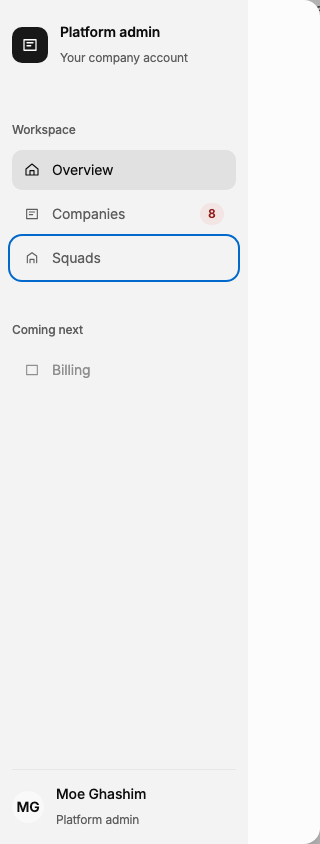 Platform admin
Your company account
Workspace
Overview
Companies 8
Squads
Coming next
Billing
MG
Moe Ghashim
Platform admin